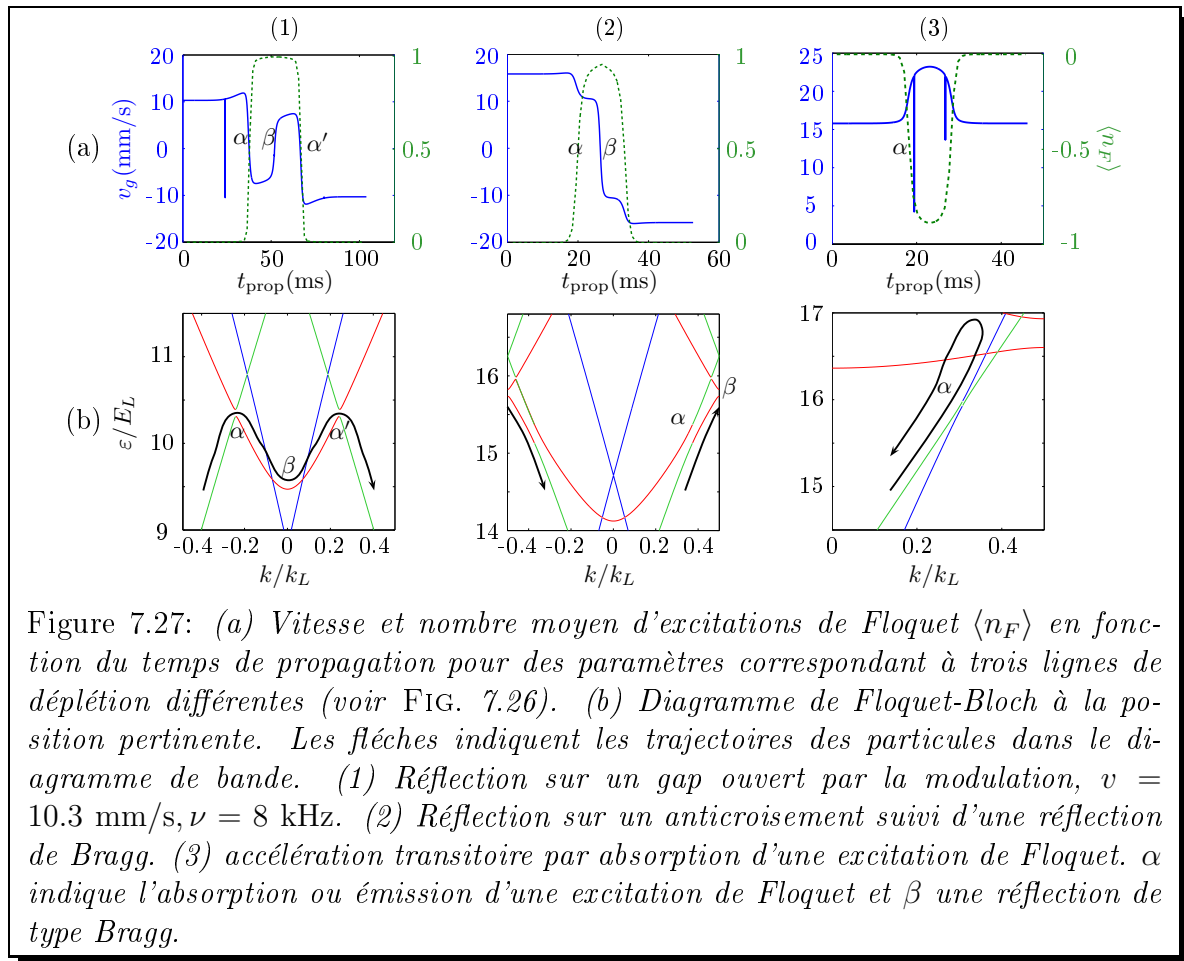 (1) (2) (3)
(a)
20
10
0
-10
-20
v_g(mm/s)
0 50 100
t_prop(ms)
1
0.5
0
α β α′
20
10
0
-10
-20
0 20 40 60
t_prop(ms)
1
0.5
0
α β
25
20
15
10
5
0
0 20 40
t_prop(ms)
0
-0.5
-1
⟨n_F⟩
α
(b)
11
10
9
ε/E_L
-0.4 -0.2 0 0.2 0.4
k/k_L
α β α′
16
15
14
-0.4 -0.2 0 0.2 0.4
k/k_L
α β
17
16
15
0 0.2 0.4
k/k_L
α
Figure 7.27: (a) Vitesse et nombre moyen d'excitations de Floquet ⟨n_F⟩ en fonc-
tion du temps de propagation pour des paramètres correspondant à trois lignes de
déplétion différentes (voir FIG. 7.26). (b) Diagramme de Floquet-Bloch à la po-
sition pertinente. Les fléches indiquent les trajectoires des particules dans le di-
agramme de bande. (1) Réflection sur un gap ouvert par la modulation, v =
10.3 mm/s, ν = 8 kHz. (2) Réflection sur un anticroisement suivi d'une réflection
de Bragg. (3) accélération transitoire par absorption d'une excitation de Floquet. α
indique l'absorption ou émission d'une excitation de Floquet et β une réflection de
type Bragg.